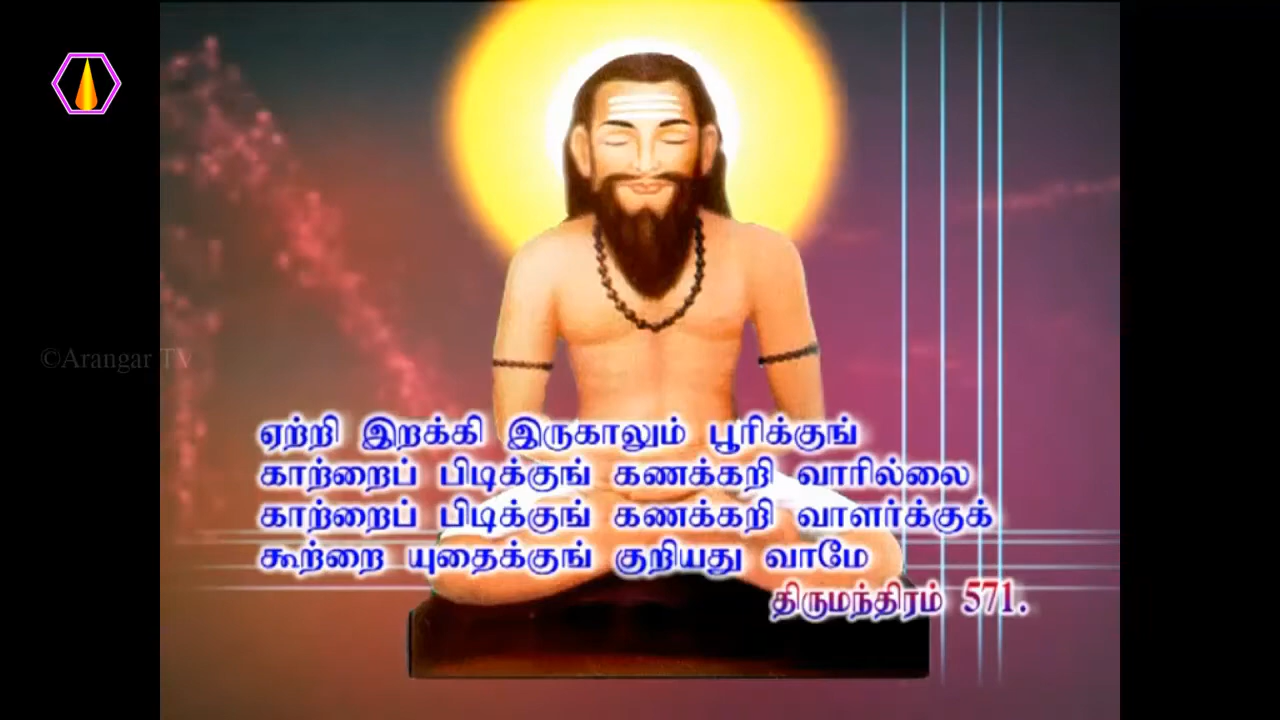 ©Arangar TV
ஏற்றி இறக்கி இருகாலும் பூரிக்குங்
காற்றைப் பிடிக்குங் கணக்கறி வாரில்லை
காற்றைப் பிடிக்குங் கணக்கறி வாளர்க்குக்
கூற்றை யுதைக்குங் குறியது வாமே
திருமந்திரம் 571.